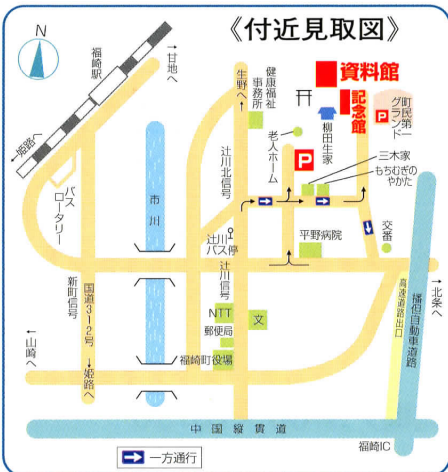 《付近見取図》
N
福崎駅
↑甘地へ
←姫路へ
バス
ロータリー
市川
生野へ↑
健康福祉
事務所
辻川北信号
老人ホーム
P
資料館
記念館
柳田生家
P
町民第一
グランド
三木家
もちむぎの
やかた
辻川
バス停
辻川信号
平野病院
交番
高速道路出口
播但自動車道路
→北条へ
新町信号
国道312号
→姫路へ
←山崎へ
NTT
郵便局
文
福崎町役場
中国縦貫道
福崎IC
一方通行